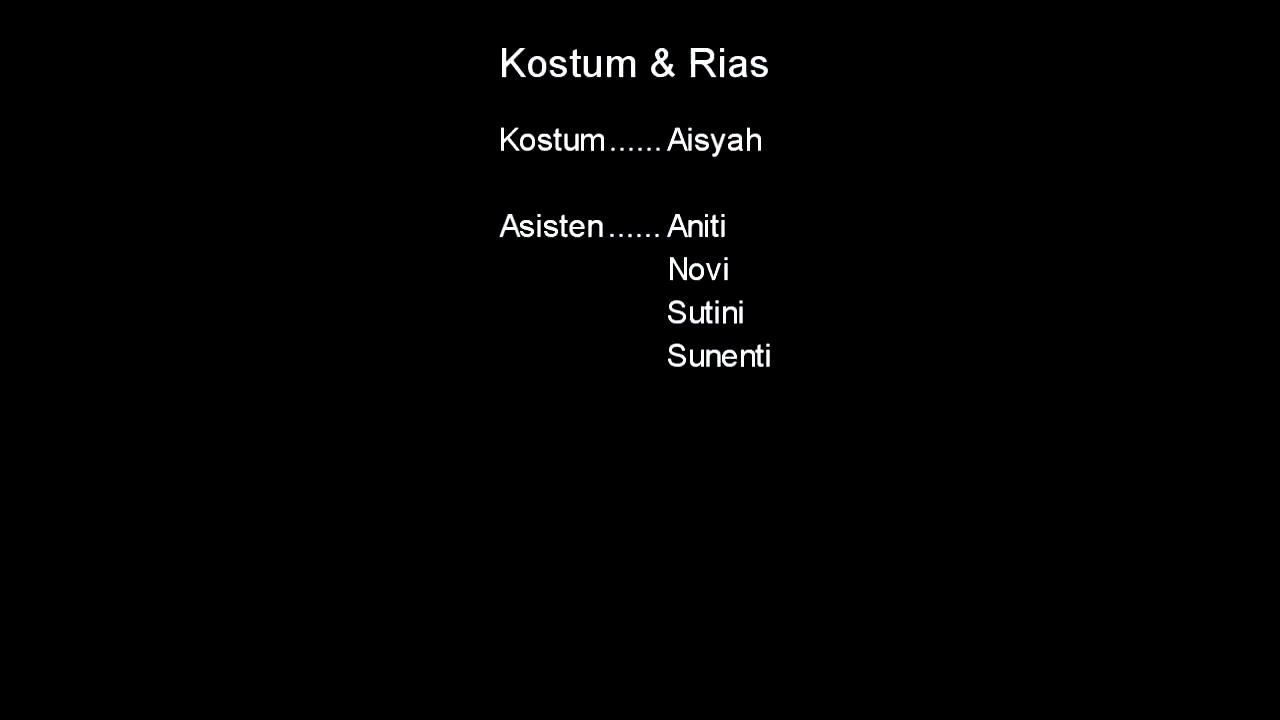 Kostum & Rias
Kostum...... Aisyah
Asisten...... Aniti
Novi
Sutini
Sunenti